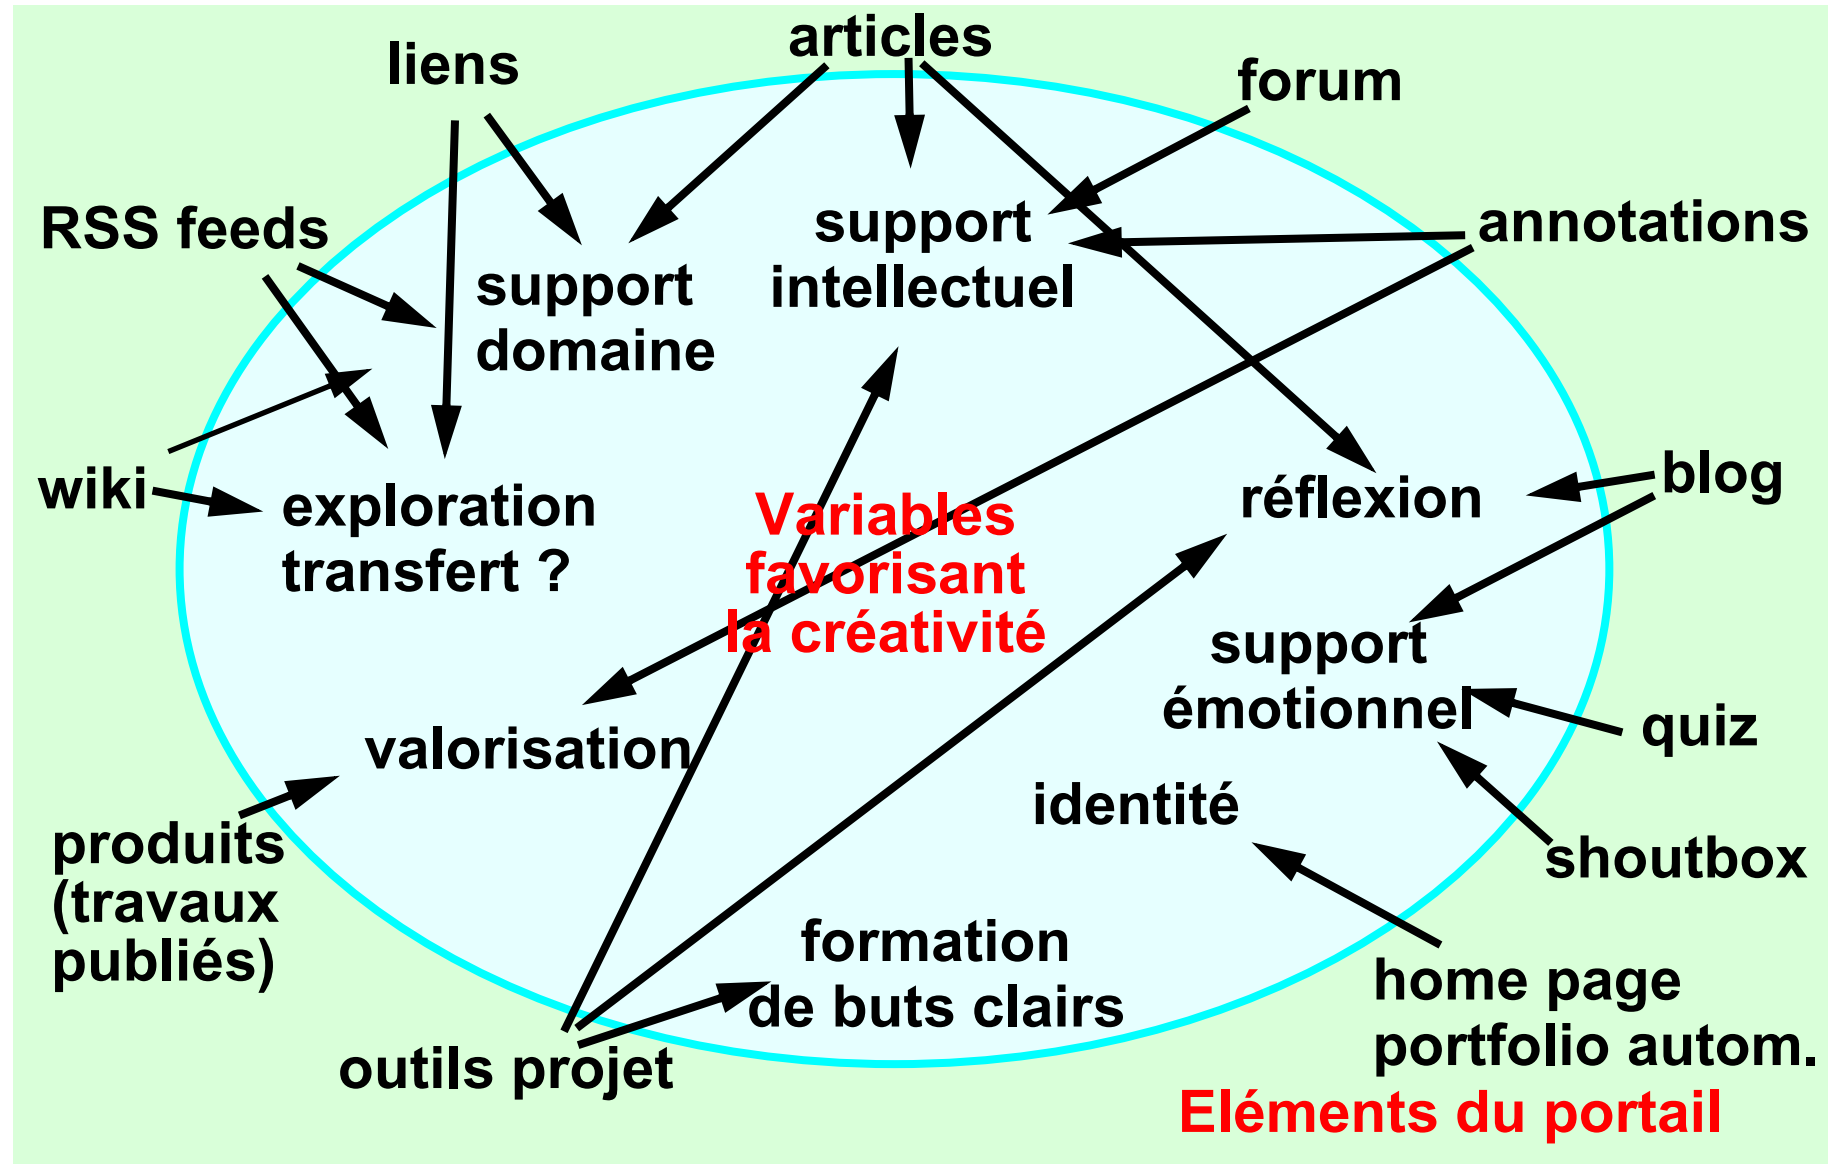 articles
liens
forum
RSS feeds
support
intellectuel
annotations
support
domaine
wiki
exploration
transfert ?
Variables
favorisant
la créativité
réflexion
blog
support
émotionnel
valorisation
quiz
identité
produits
(travaux
publiés)
shoutbox
formation
de buts clairs
home page
portfolio autom.
outils projet
Eléments du portail